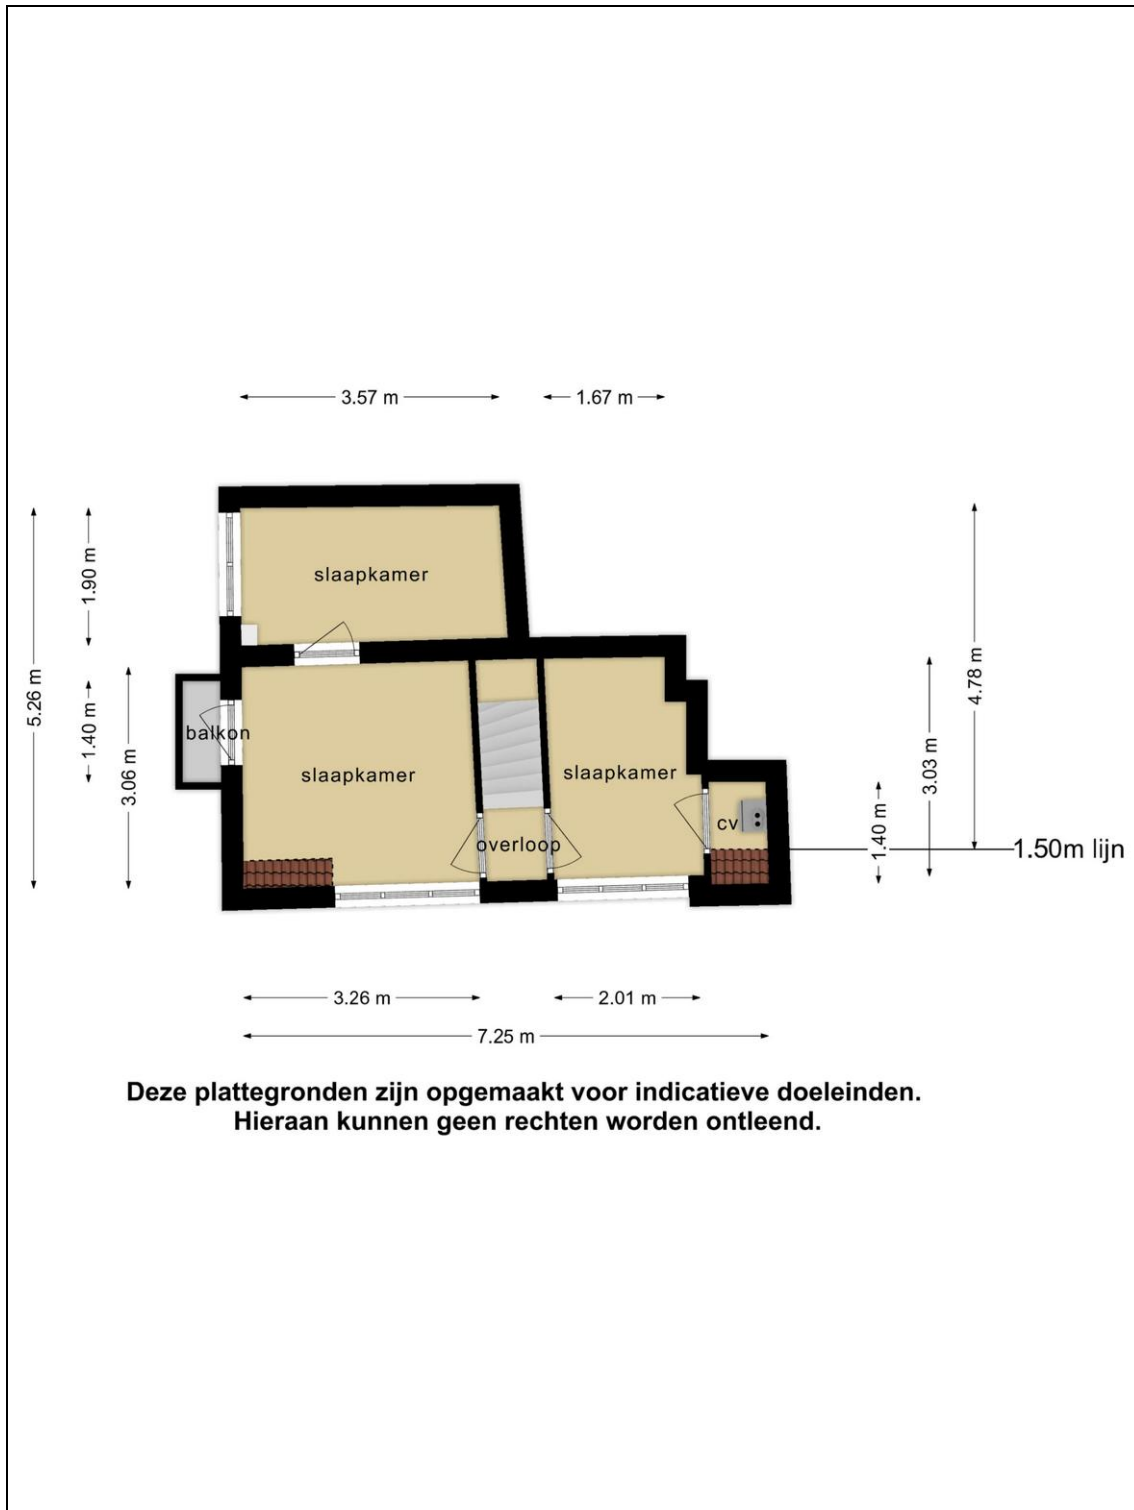 3.57 m
1.67 m
slaapkamer
1.90 m
5.26 m
4.78 m
1.40 m
balkon
3.06 m
slaapkamer
slaapkamer
3.03 m
cv
1.40 m
overloop
1.50m lijn
3.26 m
2.01 m
7.25 m
Deze plattegronden zijn opgemaakt voor indicatieve doeleinden.
Hieraan kunnen geen rechten worden ontleend.